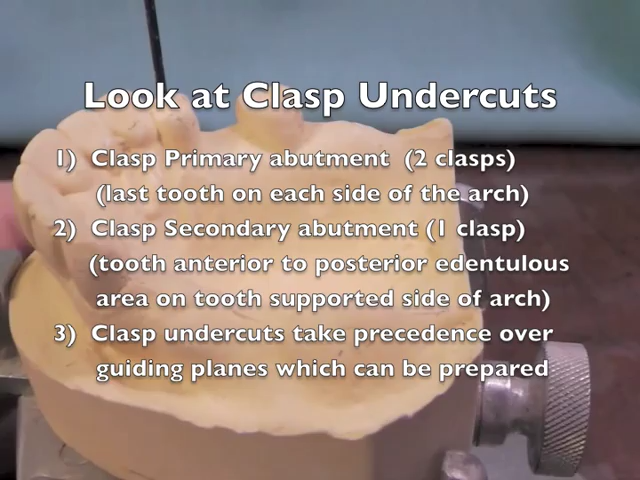 Look at Clasp Undercuts
1) Clasp Primary abutment (2 clasps)
(last tooth on each side of the arch)
2) Clasp Secondary abutment (1 clasp)
(tooth anterior to posterior edentulous
area on tooth supported side of arch)
3) Clasp undercuts take precedence over
guiding planes which can be prepared